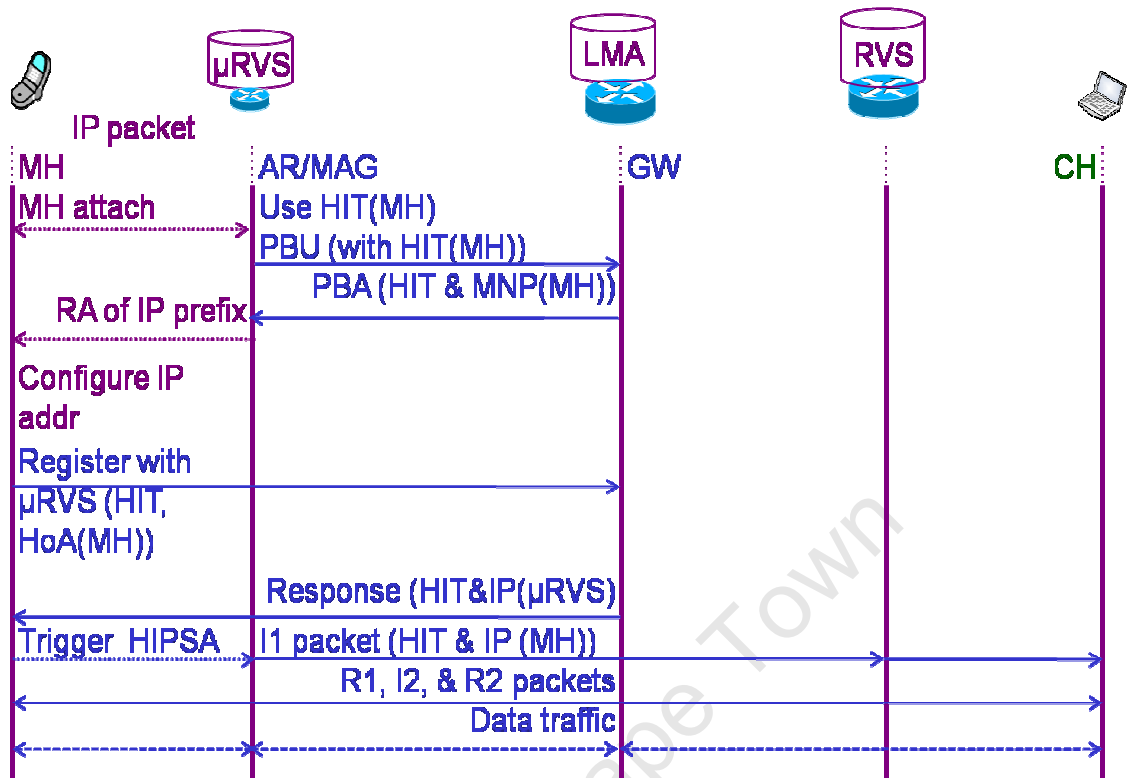 µRVS
LMA
RVS
IP packet
MH
AR/MAG
GW
CH
MH attach
Use HIT(MH)
PBU (with HIT(MH))
PBA (HIT & MNP(MH))
RA of IP prefix
Configure IP
addr
Register with
µRVS (HIT,
HoA(MH))
Response (HIT&IP(µRVS)
Trigger HIPSA
I1 packet (HIT & IP (MH))
R1, I2, & R2 packets
Data traffic
ape Town